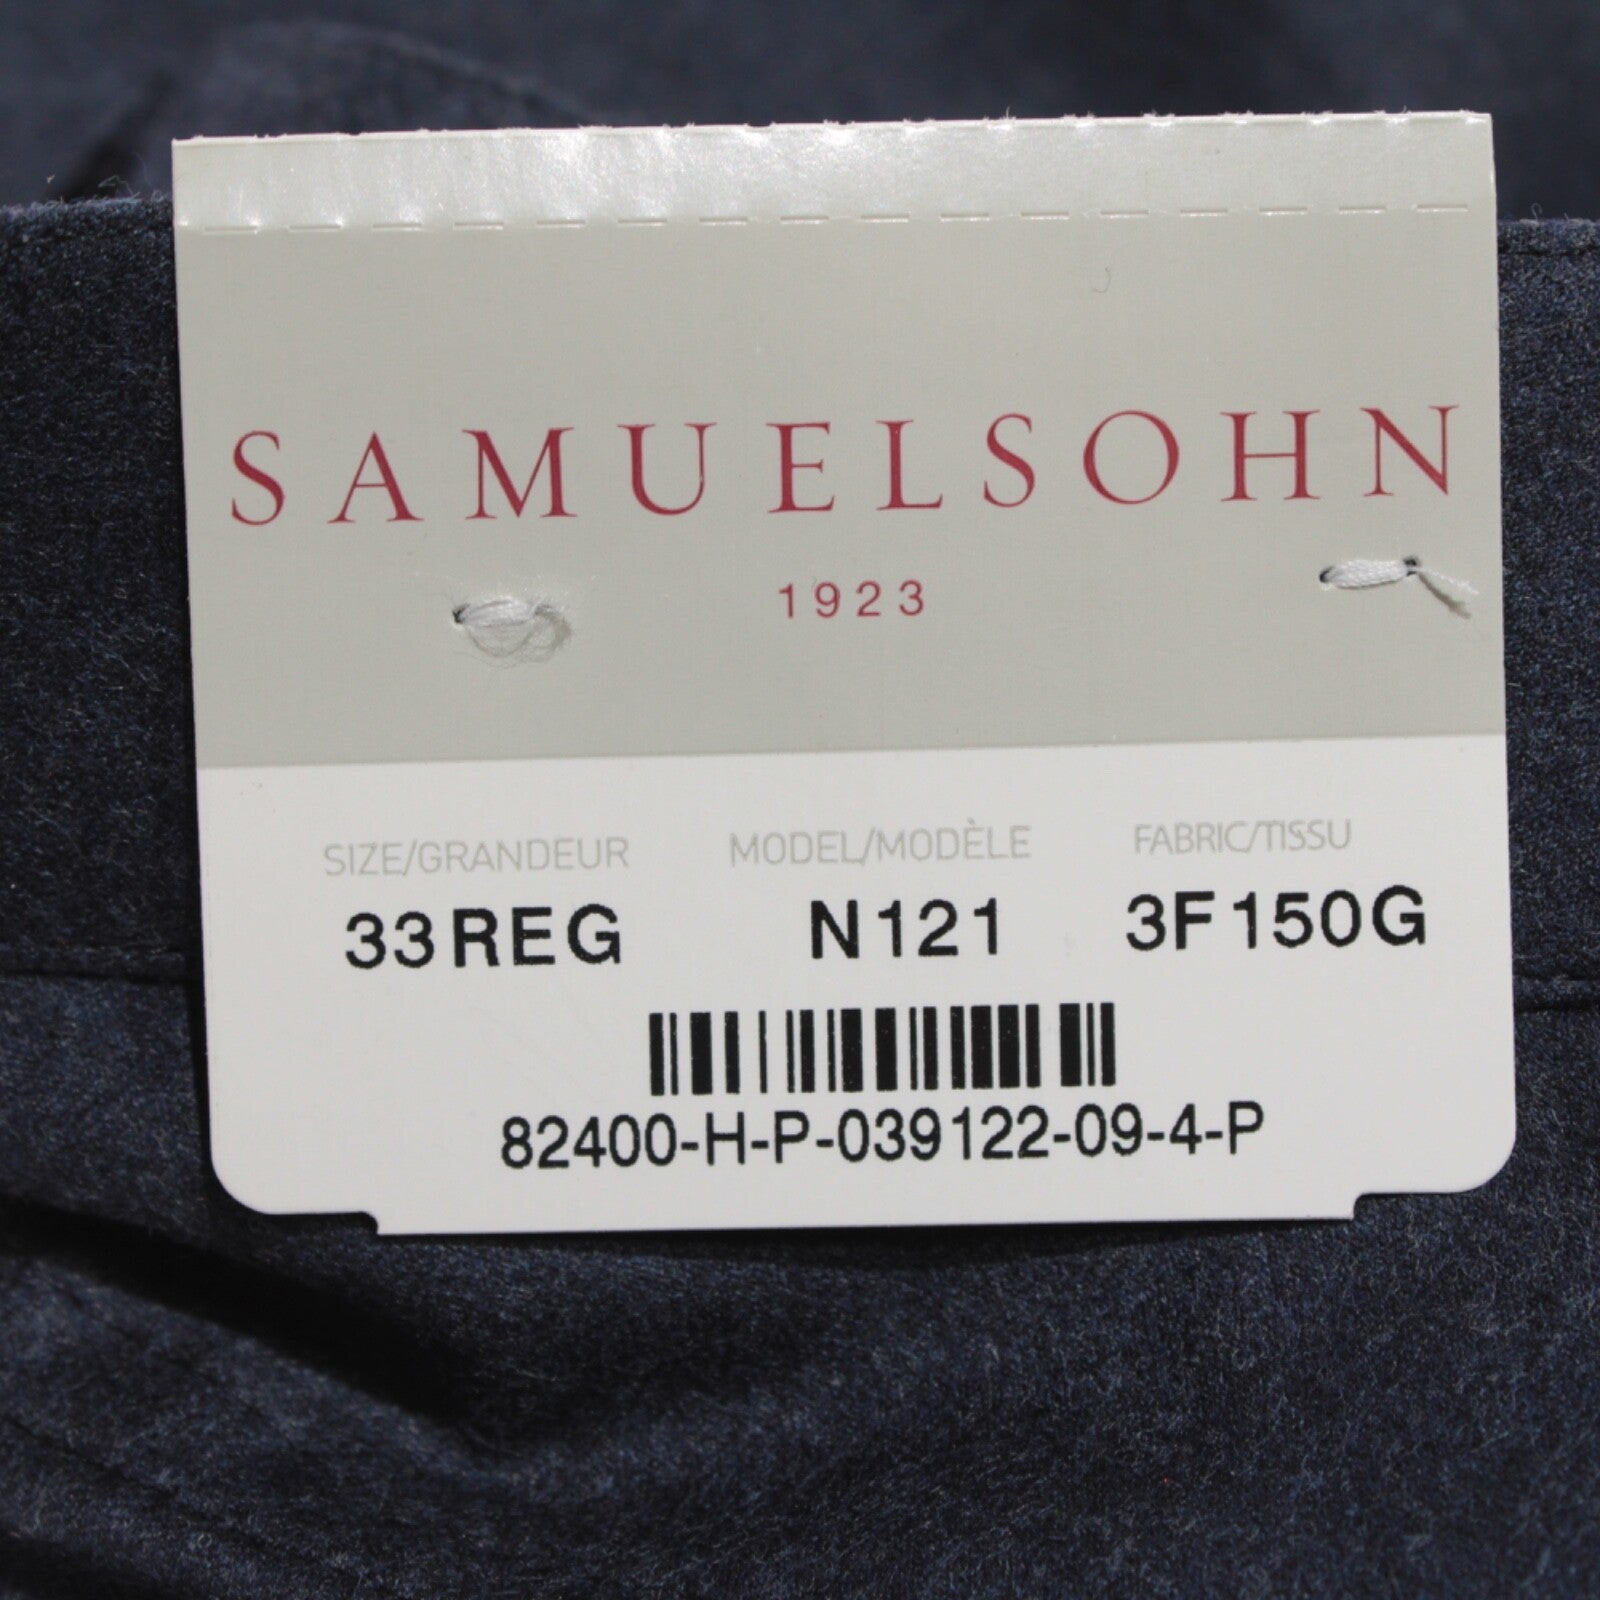 SAMUELSOHN
1923
SIZE/GRANDEUR MODEL/MODÈLE FABRIC/TISSU
33REG N121 3F150G
82400-H-P-039122-09-4-P